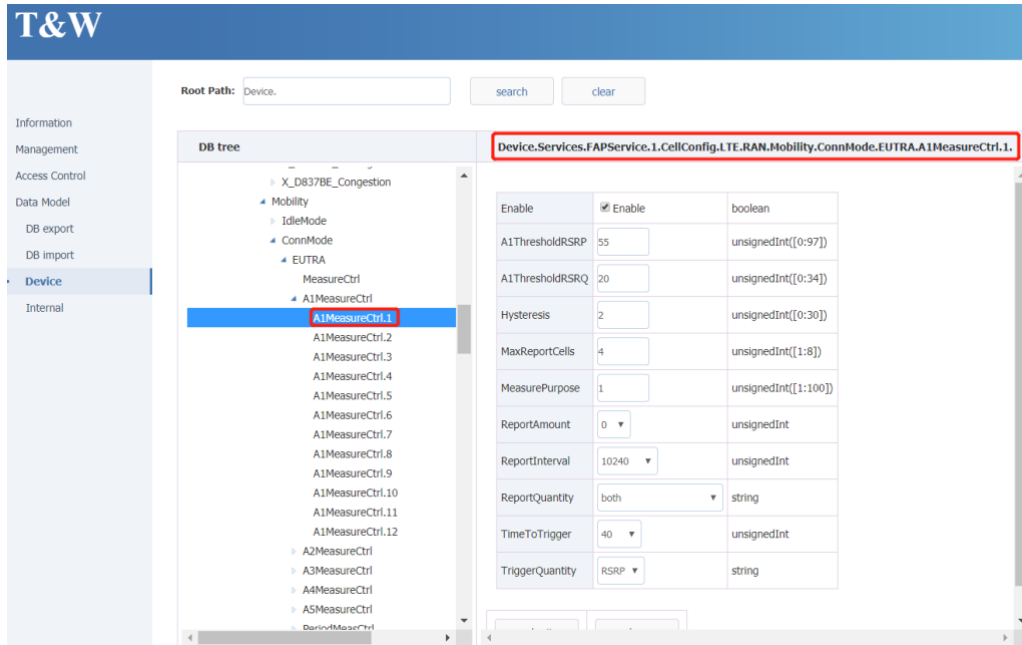 T&W
Root Path: Device. search clear
Information
Management
Access Control
Data Model
DB export
DB import
Device
Internal
DB tree
X_D837BE_Congestion
Mobility
IdleMode
ConnMode
EUTRA
MeasureCtrl
A1MeasureCtrl
A1MeasureCtrl.1
A1MeasureCtrl.2
A1MeasureCtrl.3
A1MeasureCtrl.4
A1MeasureCtrl.5
A1MeasureCtrl.6
A1MeasureCtrl.7
A1MeasureCtrl.8
A1MeasureCtrl.9
A1MeasureCtrl.10
A1MeasureCtrl.11
A1MeasureCtrl.12
A2MeasureCtrl
A3MeasureCtrl
A4MeasureCtrl
A5MeasureCtrl
PeriodMeasCtrl
Device.Services.FAPService.1.CellConfig.LTE.RAN.Mobility.ConnMode.EUTRA.A1MeasureCtrl.1.
Enable Enable boolean
A1ThresholdRSRP 55 unsignedInt([0:97])
A1ThresholdRSRQ 20 unsignedInt([0:34])
Hysteresis 2 unsignedInt([0:30])
MaxReportCells 4 unsignedInt([1:8])
MeasurePurpose 1 unsignedInt([1:100])
ReportAmount 0 unsignedInt
ReportInterval 10240 unsignedInt
ReportQuantity both string
TimeToTrigger 40 unsignedInt
TriggerQuantity RSRP string